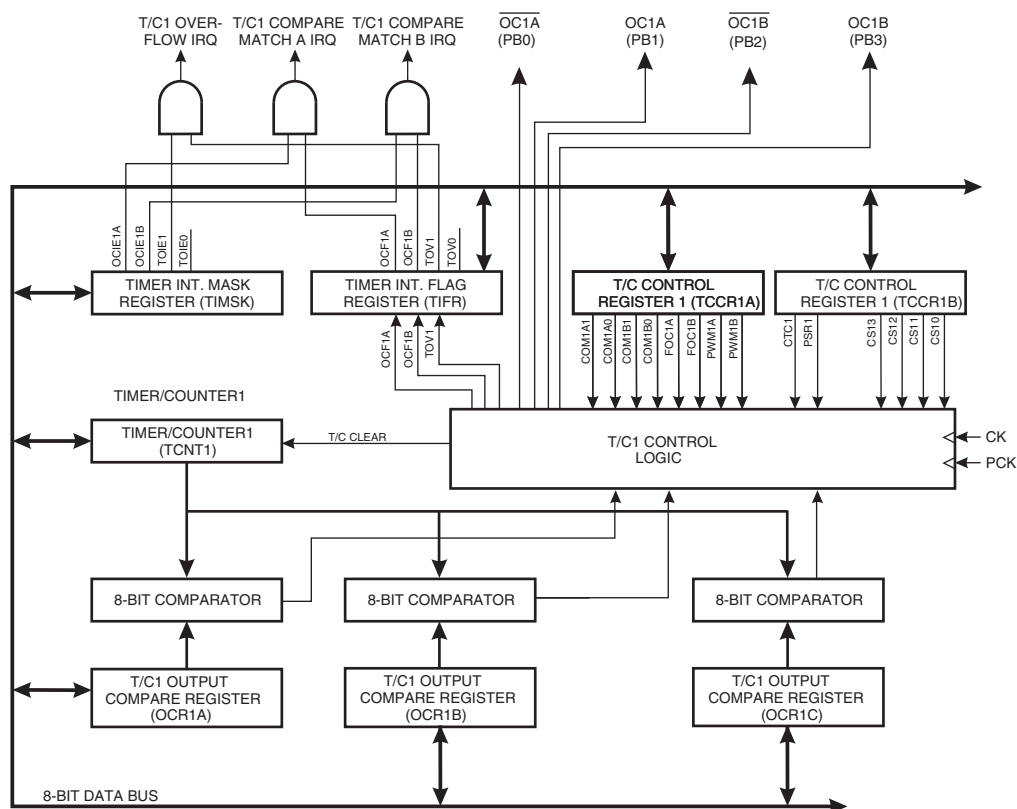 T/C1 OVER-
FLOW IRQ
T/C1 COMPARE
MATCH A IRQ
T/C1 COMPARE
MATCH B IRQ
OC1A
(PB0)
OC1A
(PB1)
OC1B
(PB2)
OC1B
(PB3)
OCIE1A
OCIE1B
TOIE1
TOIE0
OCF1A
OCF1B
TOV1
TOV0
TIMER INT. MASK
REGISTER (TIMSK)
TIMER INT. FLAG
REGISTER (TIFR)
T/C CONTROL
REGISTER 1 (TCCR1A)
T/C CONTROL
REGISTER 1 (TCCR1B)
OCF1A
OCF1B
TOV1
COM1A1
COM1A0
COM1B1
COM1B0
FOC1A
FOC1B
PWM1A
PWM1B
CTC1
PSR1
CS13
CS12
CS11
CS10
TIMER/COUNTER1
TIMER/COUNTER1
(TCNT1)
T/C CLEAR
T/C1 CONTROL
LOGIC
CK
PCK
8-BIT COMPARATOR
8-BIT COMPARATOR
8-BIT COMPARATOR
T/C1 OUTPUT
COMPARE REGISTER
(OCR1A)
T/C1 OUTPUT
COMPARE REGISTER
(OCR1B)
T/C1 OUTPUT
COMPARE REGISTER
(OCR1C)
8-BIT DATA BUS